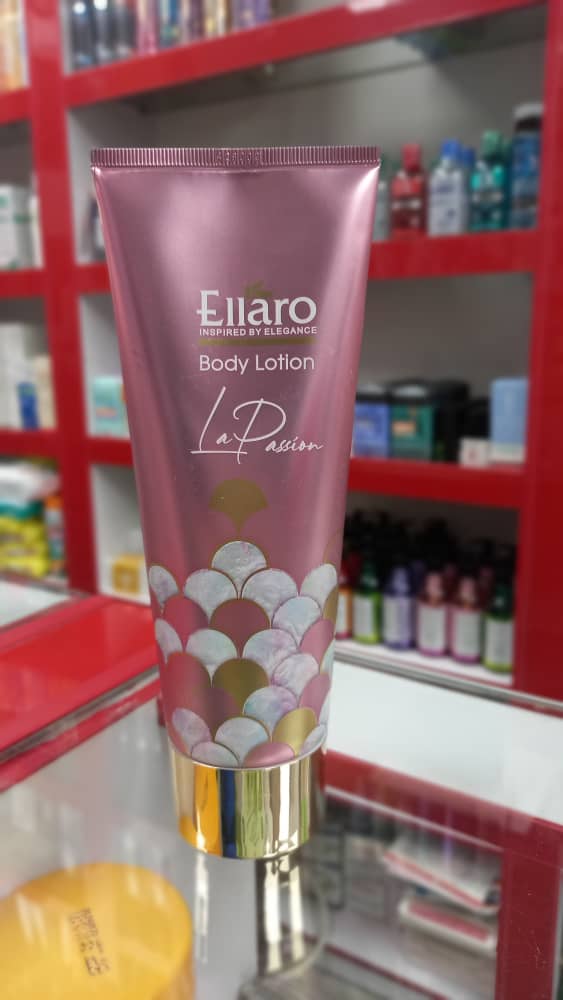 Ellaro
INSPIRED BY ELEGANCE
Body Lotion
La Passion